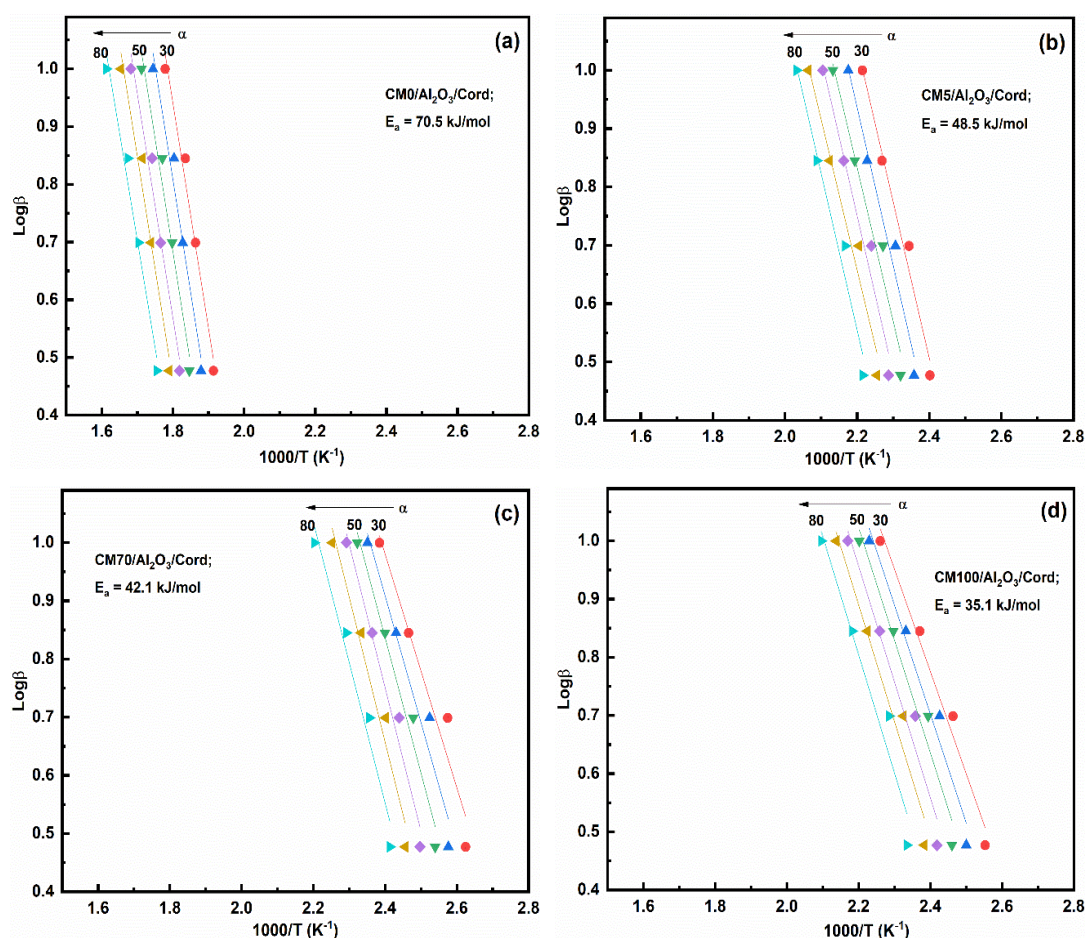 α
(a)
80 50 30
1.0
CM0/Al₂O₃/Cord;
Eₐ = 70.5 kJ/mol
0.9
0.8
Logβ
0.7
0.6
0.5
0.4
1.6 1.8 2.0 2.2 2.4 2.6 2.8
1000/T (K⁻¹)
α
(b)
80 50 30
1.0
CM5/Al₂O₃/Cord;
Eₐ = 48.5 kJ/mol
0.9
0.8
Logβ
0.7
0.6
0.5
0.4
1.6 1.8 2.0 2.2 2.4 2.6 2.8
1000/T (K⁻¹)
α
(c)
80 50 30
1.0
CM70/Al₂O₃/Cord;
Eₐ = 42.1 kJ/mol
0.9
0.8
Logβ
0.7
0.6
0.5
0.4
1.6 1.8 2.0 2.2 2.4 2.6 2.8
1000/T (K⁻¹)
α
(d)
80 50 30
1.0
CM100/Al₂O₃/Cord;
Eₐ = 35.1 kJ/mol
0.9
0.8
Logβ
0.7
0.6
0.5
0.4
1.6 1.8 2.0 2.2 2.4 2.6 2.8
1000/T (K⁻¹)